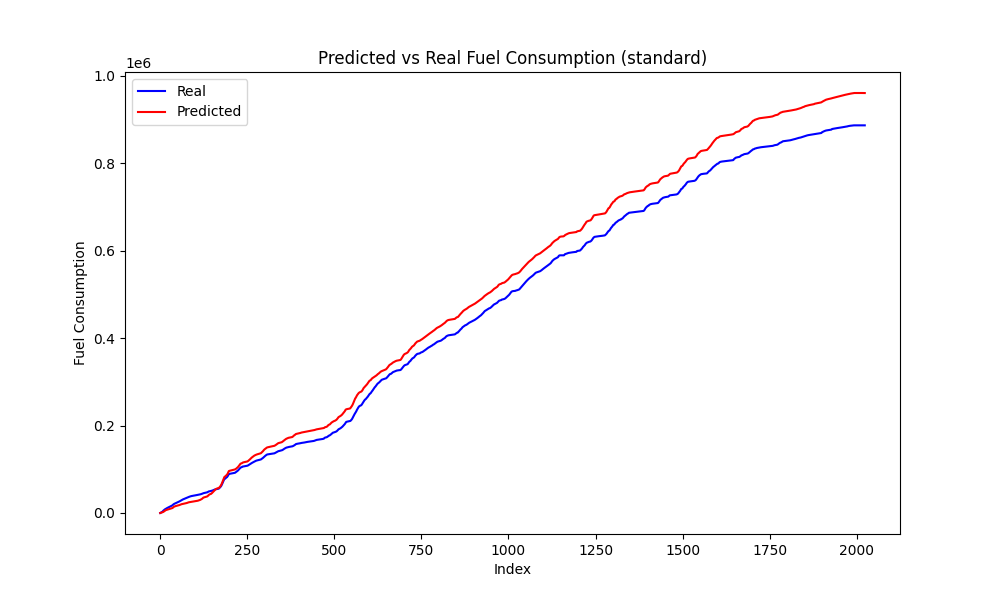 Predicted vs Real Fuel Consumption (standard)
1e6
Real
Predicted
1.0
0.8
0.6
0.4
0.2
0.0
Fuel Consumption
0 250 500 750 1000 1250 1500 1750 2000
Index